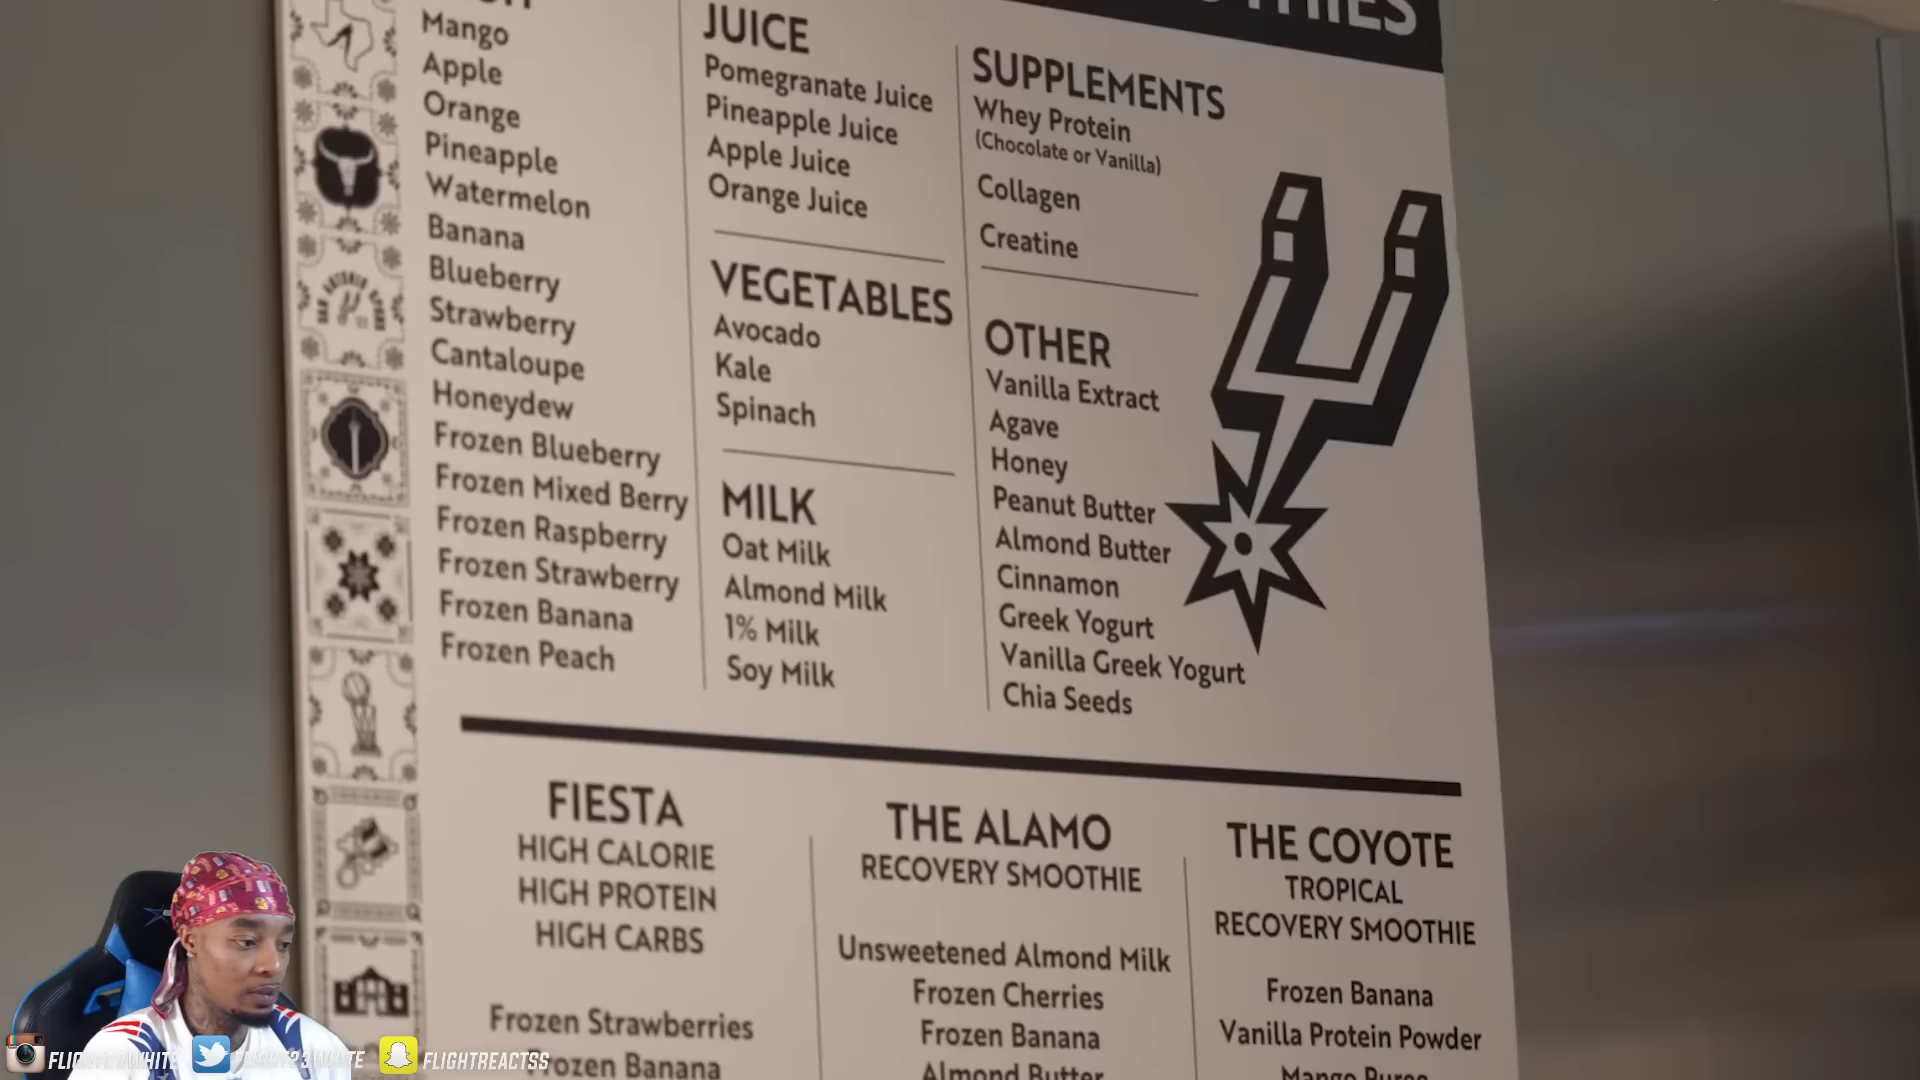 Mango
Apple
Orange
Pineapple
Watermelon
Banana
Blueberry
Strawberry
Cantaloupe
Honeydew
Frozen Blueberry
Frozen Mixed Berry
Frozen Raspberry
Frozen Strawberry
Frozen Banana
Frozen Peach
JUICE
Pomegranate Juice
Pineapple Juice
Apple Juice
Orange Juice
VEGETABLES
Avocado
Kale
Spinach
MILK
Oat Milk
Almond Milk
1% Milk
Soy Milk
SUPPLEMENTS
Whey Protein
(Chocolate or Vanilla)
Collagen
Creatine
OTHER
Vanilla Extract
Agave
Honey
Peanut Butter
Almond Butter
Cinnamon
Greek Yogurt
Vanilla Greek Yogurt
Chia Seeds
SAN ANTONIO SPURS
FIESTA
HIGH CALORIE
HIGH PROTEIN
HIGH CARBS
Frozen Strawberries
Frozen Banana
THE ALAMO
RECOVERY SMOOTHIE
Unsweetened Almond Milk
Frozen Cherries
Frozen Banana
Almond Butter
THE COYOTE
TROPICAL
RECOVERY SMOOTHIE
Frozen Banana
Vanilla Protein Powder
Mango Puree
FLIGHTREACTSS